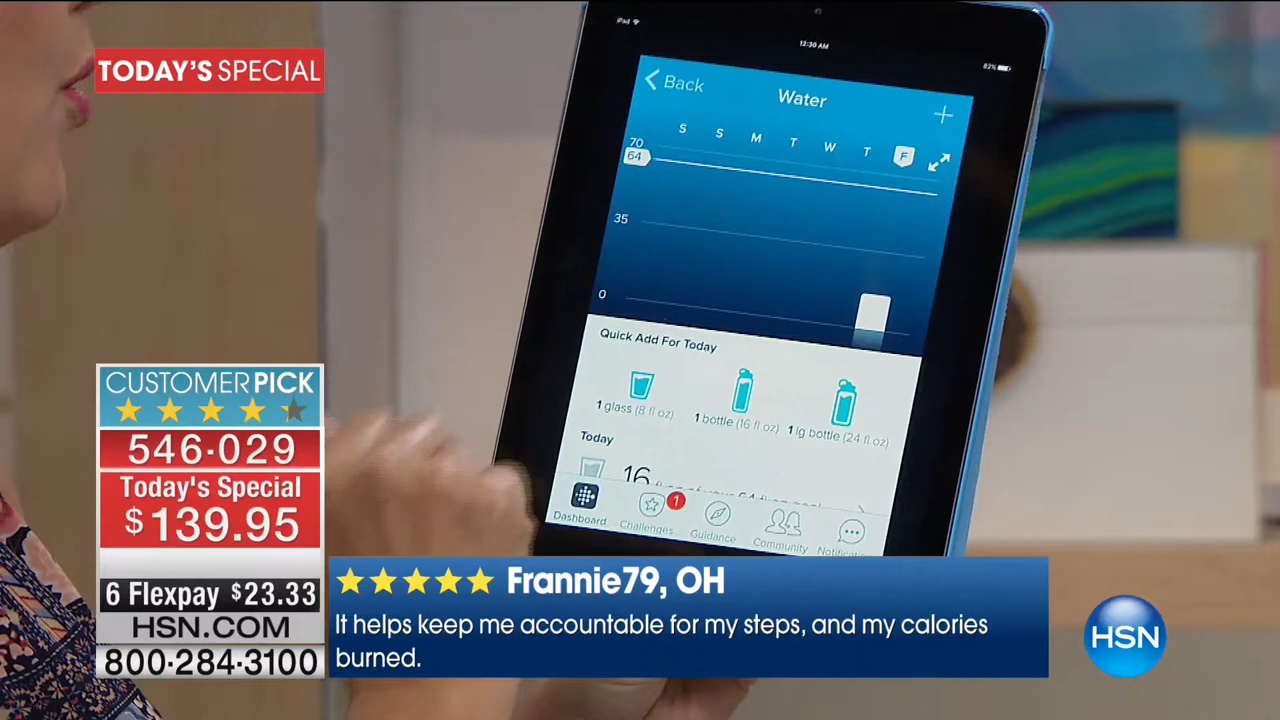 TODAY'S SPECIAL
iPad
12:30 AM
82%
Back
Water
S S M T W T F
70
64
35
0
Quick Add For Today
1 glass (8 fl oz)
1 bottle (16 fl oz)
1 lg bottle (24 fl oz)
Today
16
1
Dashboard
Challenges
Guidance
Community
CUSTOMER PICK
546-029
Today's Special
$139.95
6 Flexpay $23.33
HSN.COM
800-284-3100
Frannie79, OH
It helps keep me accountable for my steps, and my calories
burned.
HSN